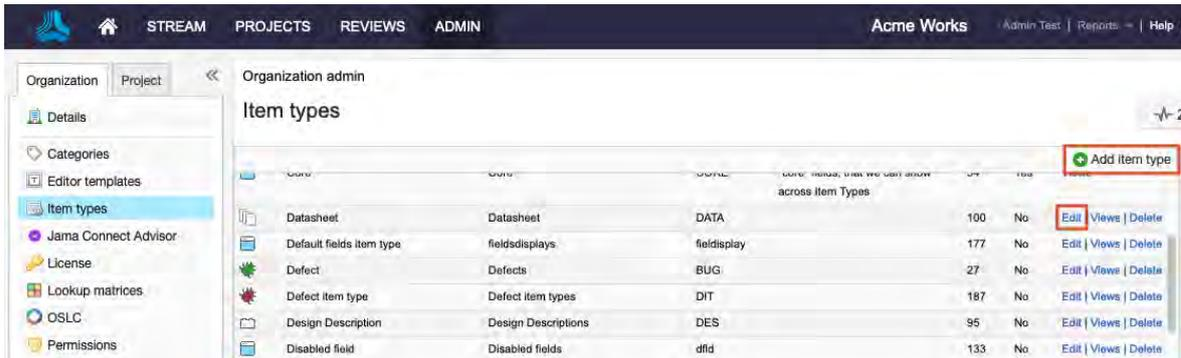 STREAM PROJECTS REVIEWS ADMIN Acme Works Admin Test | Reports | Help
Organization Project Organization admin
Details Item types
Categories
Add item type
Editor templates across Item Types
Item types Datasheet Datasheet DATA 100 No Edit | Views | Delete
Jama Connect Advisor Default fields item type fieldsdisplays fieldisplay 177 No Edit | Views | Delete
License Defect Defects BUG 27 No Edit | Views | Delete
Lookup matrices Defect item type Defect item types DIT 187 No Edit | Views | Delete
OSLC Design Description Design Descriptions DES 95 No Edit | Views | Delete
Permissions Disabled field Disabled fields dfld 133 No Edit | Views | Delete